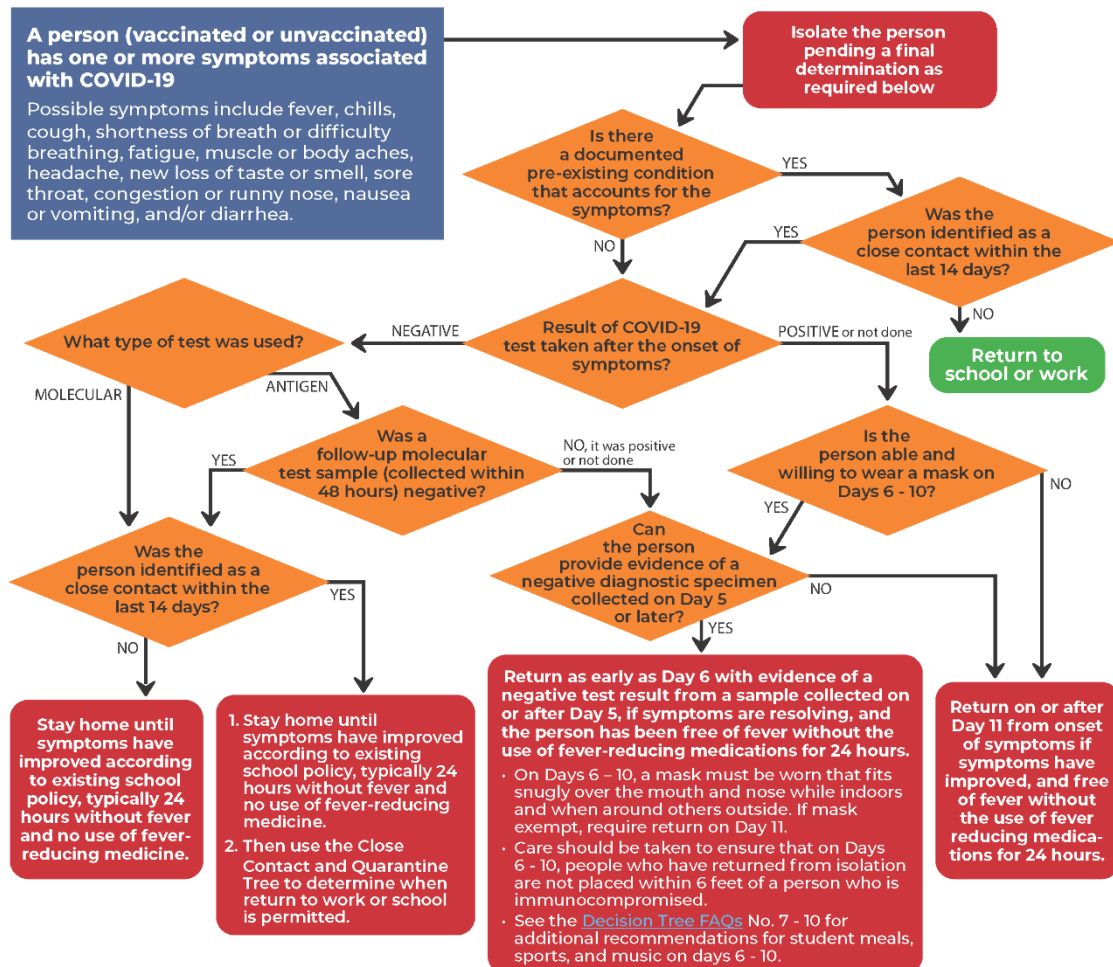 A person (vaccinated or unvaccinated)
has one or more symptoms associated
with COVID-19
Possible symptoms include fever, chills,
cough, shortness of breath or difficulty
breathing, fatigue, muscle or body aches,
headache, new loss of taste or smell, sore
throat, congestion or runny nose, nausea
or vomiting, and/or diarrhea.
Isolate the person
pending a final
determination as
required below
Is there
a documented
pre-existing condition
that accounts for the
symptoms?
YES
NO
Was the
person identified as a
close contact within the
last 14 days?
YES
NO
Return to
school or work
Result of COVID-19
test taken after the onset of
symptoms?
NEGATIVE
POSITIVE or not done
What type of test was used?
MOLECULAR
ANTIGEN
Was a
follow-up molecular
test sample (collected within
48 hours) negative?
YES
NO, it was positive
or not done
Is the
person able and
willing to wear a mask on
Days 6 - 10?
YES
NO
Was the
person identified as a
close contact within the
last 14 days?
NO
YES
Can
the person
provide evidence of a
negative diagnostic specimen
collected on Day 5
or later?
YES
NO
Stay home until
symptoms have
improved according
to existing school
policy, typically 24
hours without fever
and no use of fever-
reducing medicine.
1. Stay home until
symptoms have improved
according to existing
school policy, typically 24
hours without fever and
no use of fever-reducing
medicine.
2. Then use the Close
Contact and Quarantine
Tree to determine when
return to work or school
is permitted.
Return as early as Day 6 with evidence of a
negative test result from a sample collected on
or after Day 5, if symptoms are resolving, and
the person has been free of fever without the
use of fever-reducing medications for 24 hours.
· On Days 6 – 10, a mask must be worn that fits
snugly over the mouth and nose while indoors
and when around others outside. If mask
exempt, require return on Day 11.
· Care should be taken to ensure that on Days
6 - 10, people who have returned from isolation
are not placed within 6 feet of a person who is
immunocompromised.
· See the Decision Tree FAQs No. 7 - 10 for
additional recommendations for student meals,
sports, and music on days 6 - 10.
Return on or after
Day 11 from onset
of symptoms if
symptoms have
improved, and free
of fever without
the use of fever
reducing medica-
tions for 24 hours.